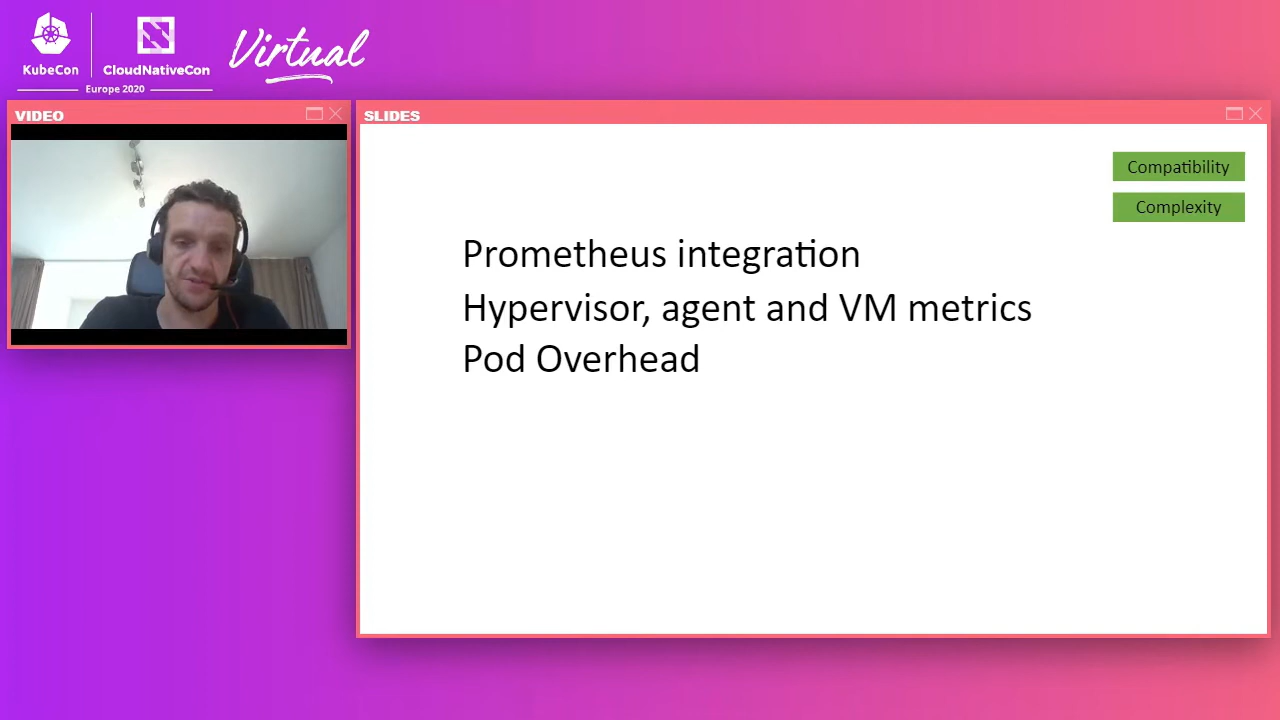 KubeCon
CloudNativeCon
Europe 2020
Virtual
VIDEO
SLIDES
Compatibility
Complexity
Prometheus integration
Hypervisor, agent and VM metrics
Pod Overhead